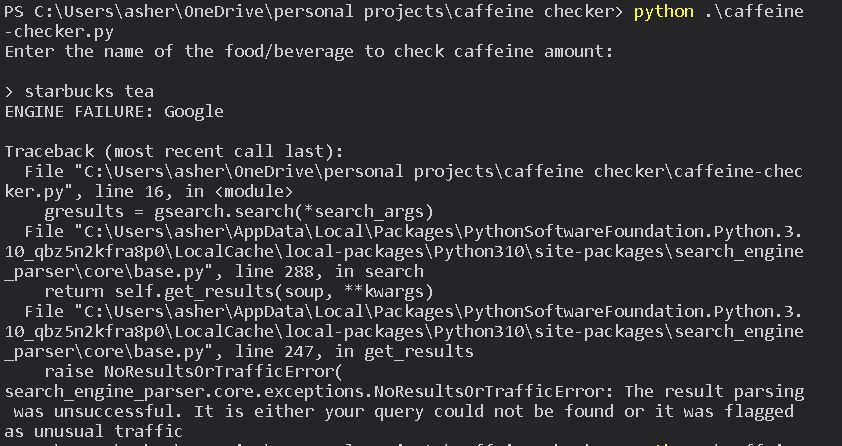 PS C:\Users\asher\OneDrive\personal projects\caffeine checker> python .\caffeine
-checker.py
Enter the name of the food/beverage to check caffeine amount:
> starbucks tea
ENGINE FAILURE: Google
Traceback (most recent call last):
  File "C:\Users\asher\OneDrive\personal projects\caffeine checker\caffeine-chec
ker.py", line 16, in <module>
    gresults = gsearch.search(*search_args)
  File "C:\Users\asher\AppData\Local\Packages\PythonSoftwareFoundation.Python.3.
10_qbz5n2kfra8p0\LocalCache\local-packages\Python310\site-packages\search_engine
_parser\core\base.py", line 288, in search
    return self.get_results(soup, **kwargs)
  File "C:\Users\asher\AppData\Local\Packages\PythonSoftwareFoundation.Python.3.
10_qbz5n2kfra8p0\LocalCache\local-packages\Python310\site-packages\search_engine
_parser\core\base.py", line 247, in get_results
    raise NoResultsOrTrafficError(
search_engine_parser.core.exceptions.NoResultsOrTrafficError: The result parsing
 was unsuccessful. It is either your query could not be found or it was flagged
as unusual traffic